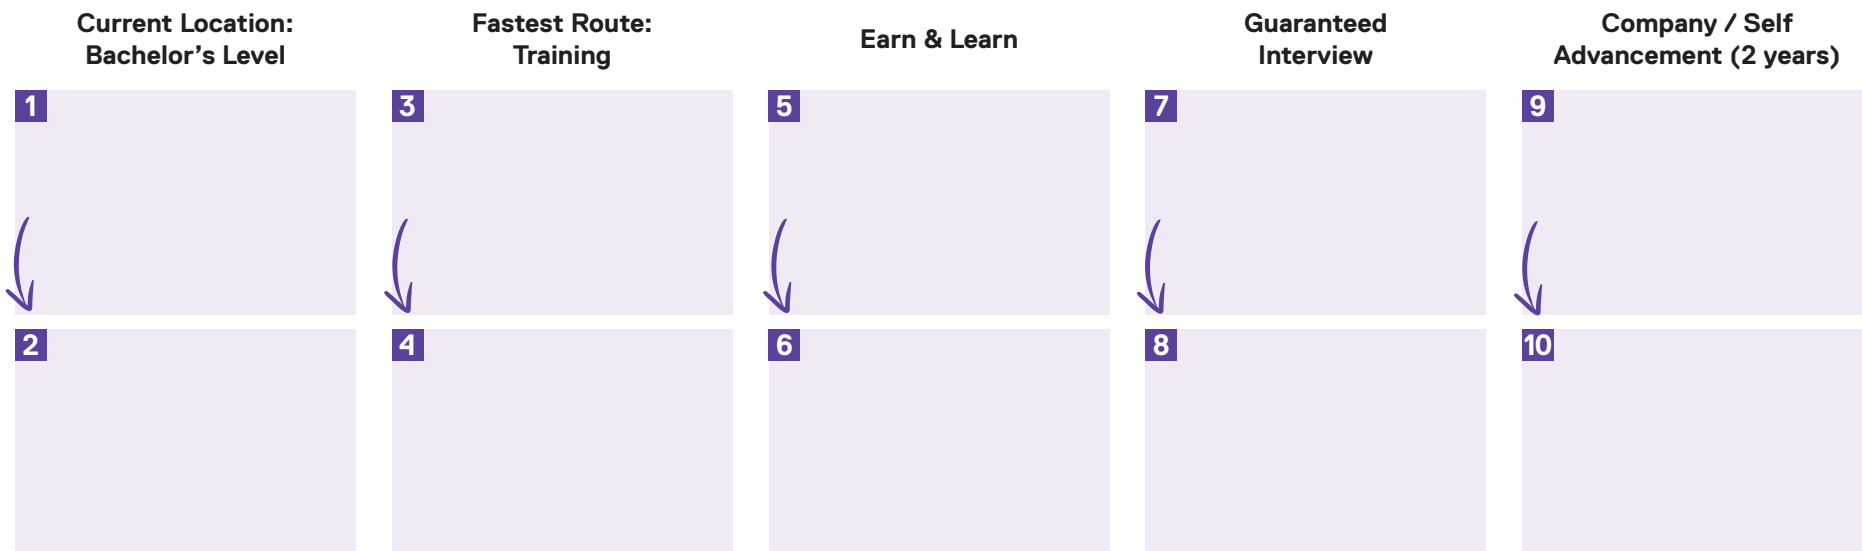 Current Location:
Bachelor’s Level
Fastest Route:
Training
Earn & Learn
Guaranteed
Interview
Company / Self
Advancement (2 years)
1
3
5
7
9
2
4
6
8
10